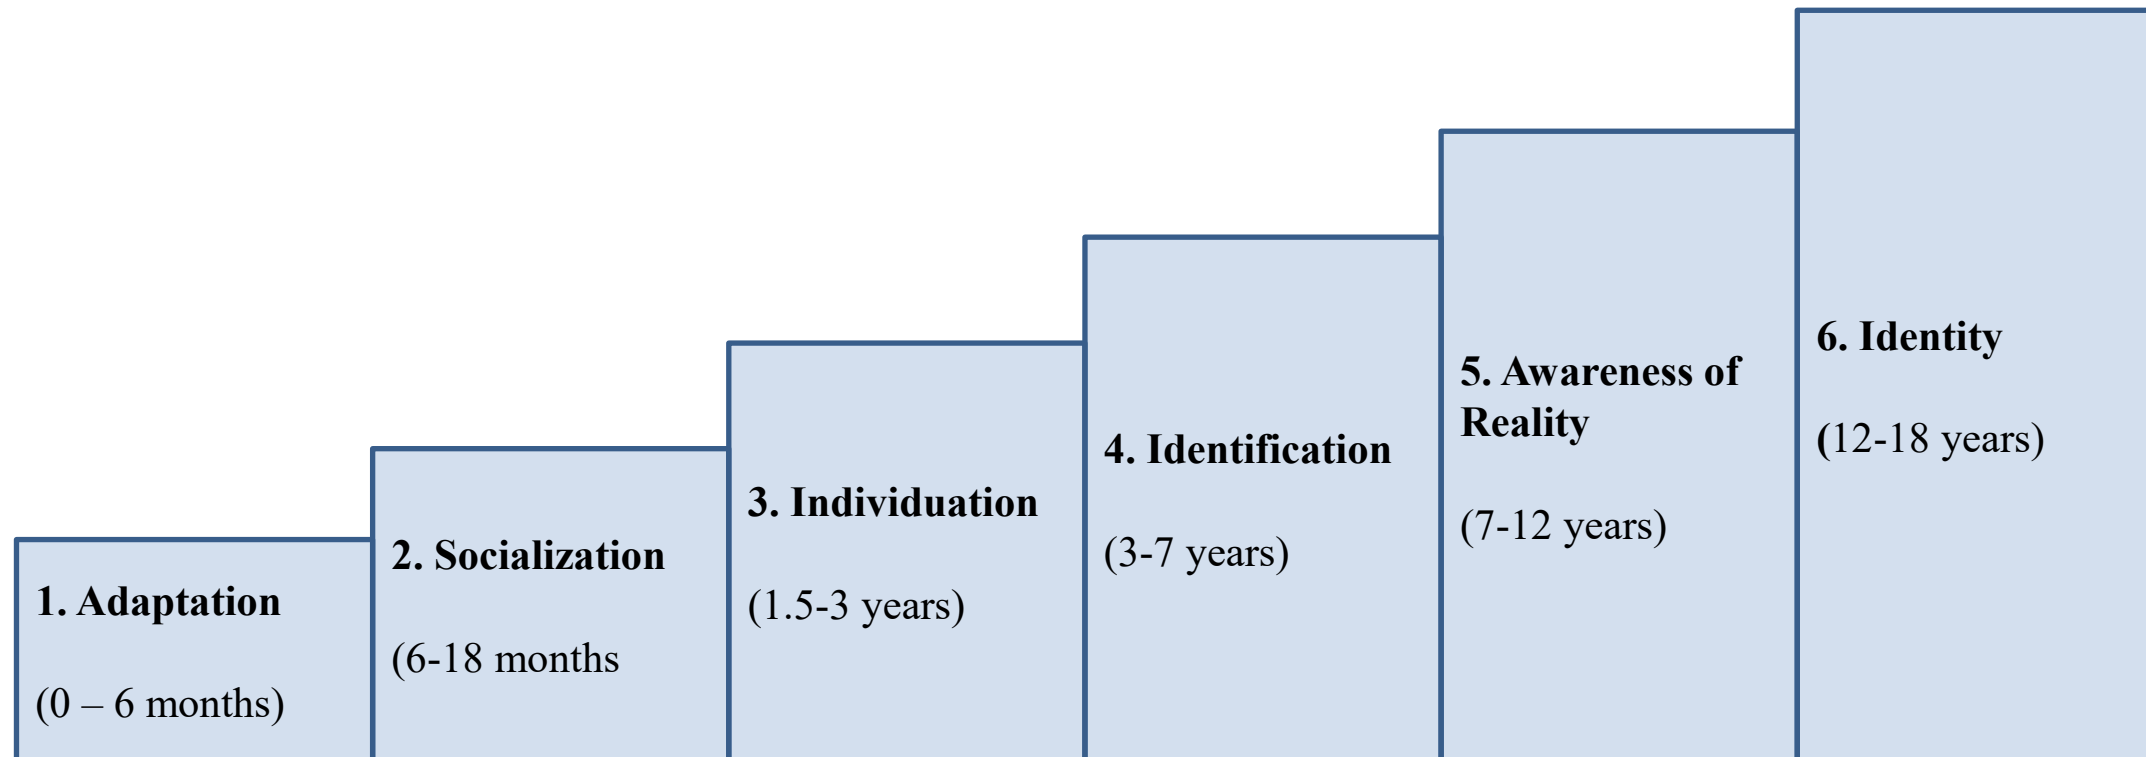 1. Adaptation
(0 – 6 months)
2. Socialization
(6-18 months
3. Individuation
(1.5-3 years)
4. Identification
(3-7 years)
5. Awareness of
Reality
(7-12 years)
6. Identity
(12-18 years)